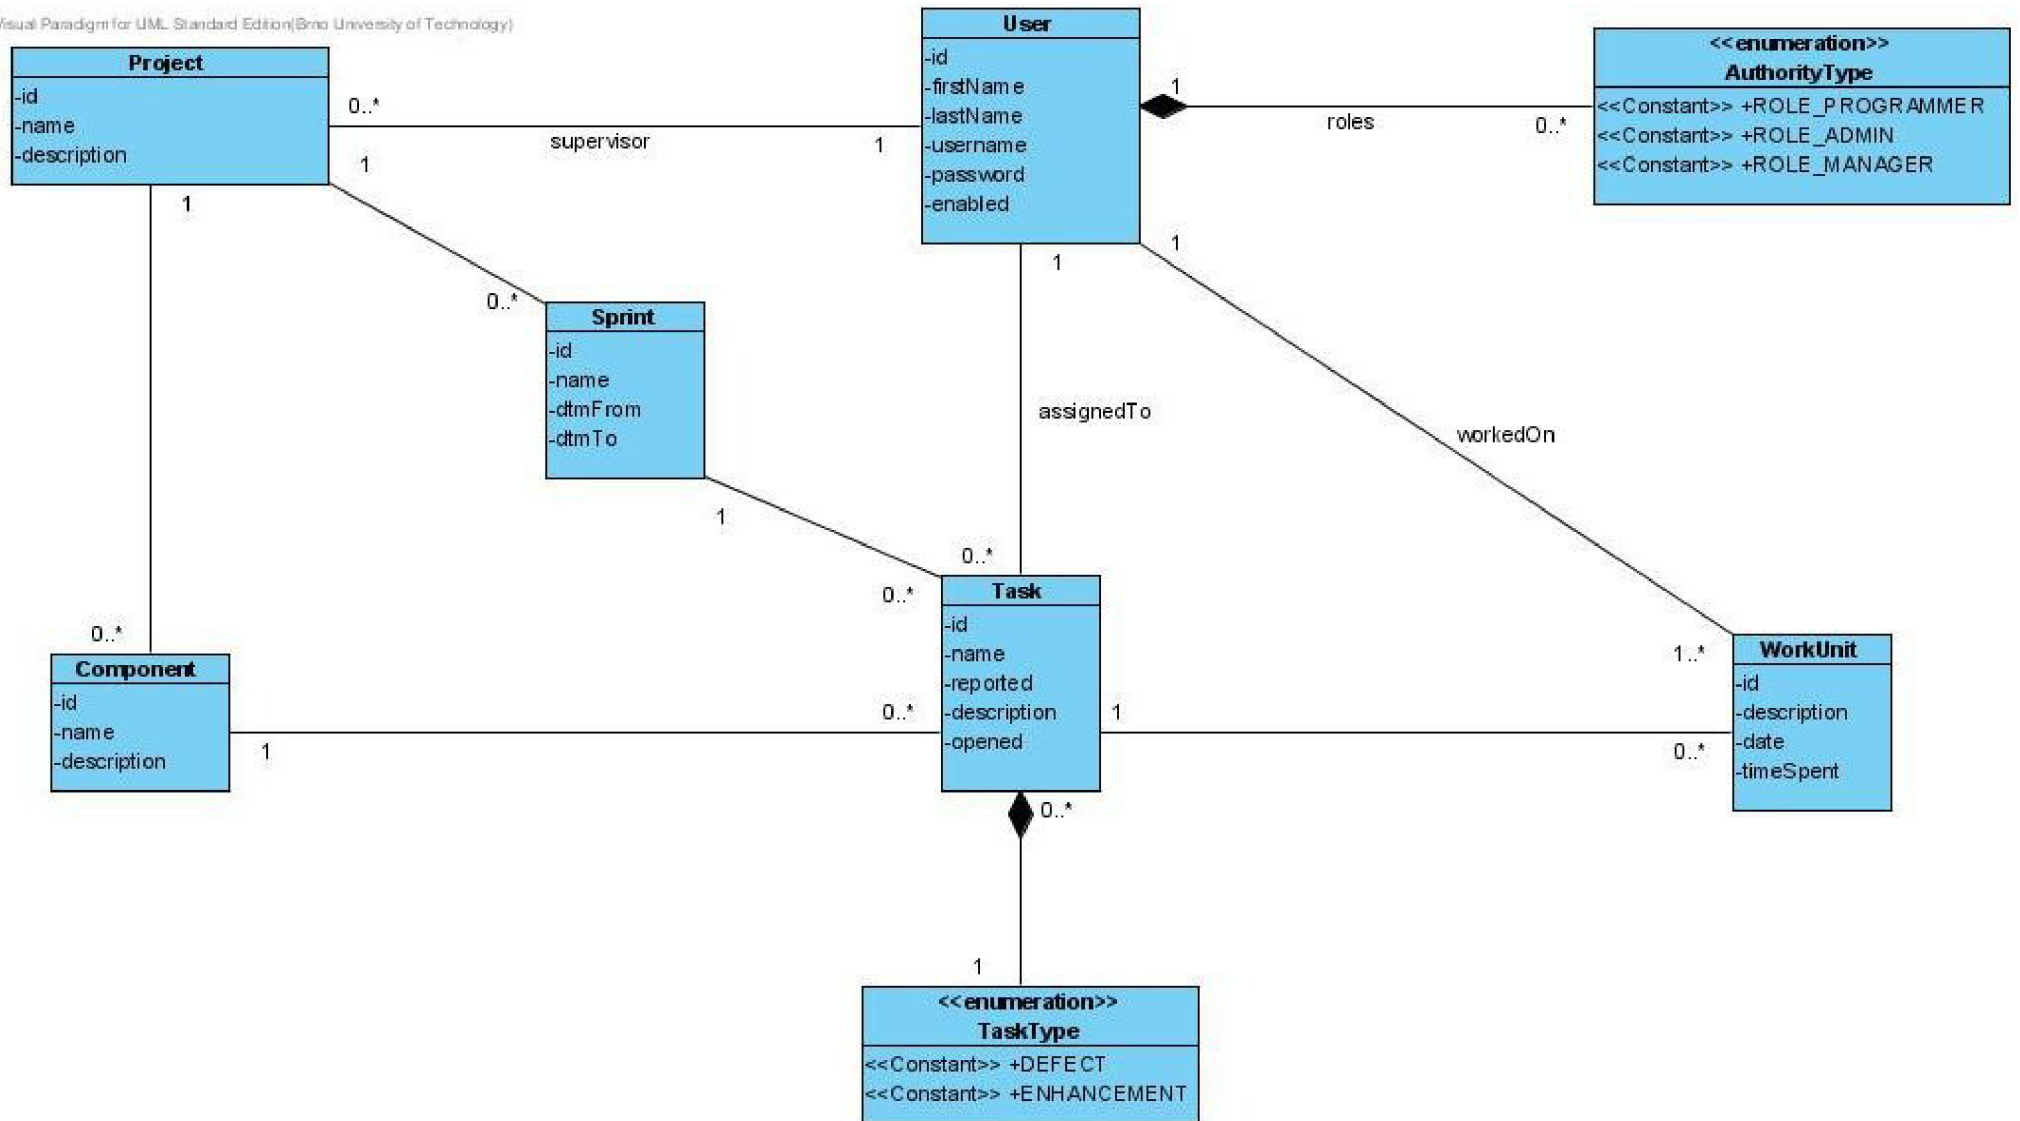 Visual Paradigm for UML Standard Edition(Brno University of Technology)
Project
-id
-name
-description
0..*
supervisor
1
1
1
User
-id
-firstName
-lastName
-username
-password
-enabled
1
roles
0..*
<<enumeration>>
AuthorityType
<<Constant>> +ROLE_PROGRAMMER
<<Constant>> +ROLE_ADMIN
<<Constant>> +ROLE_MANAGER
1
1
0..*
Sprint
-id
-name
-dtmFrom
-dtmTo
assignedTo
workedOn
1
0..*
0..*
Task
-id
-name
-reported
-description
-opened
0..*
Component
-id
-name
-description
1
0..*
1
1..*
0..*
WorkUnit
-id
-description
-date
-timeSpent
0..*
1
<<enumeration>>
TaskType
<<Constant>> +DEFECT
<<Constant>> +ENHANCEMENT